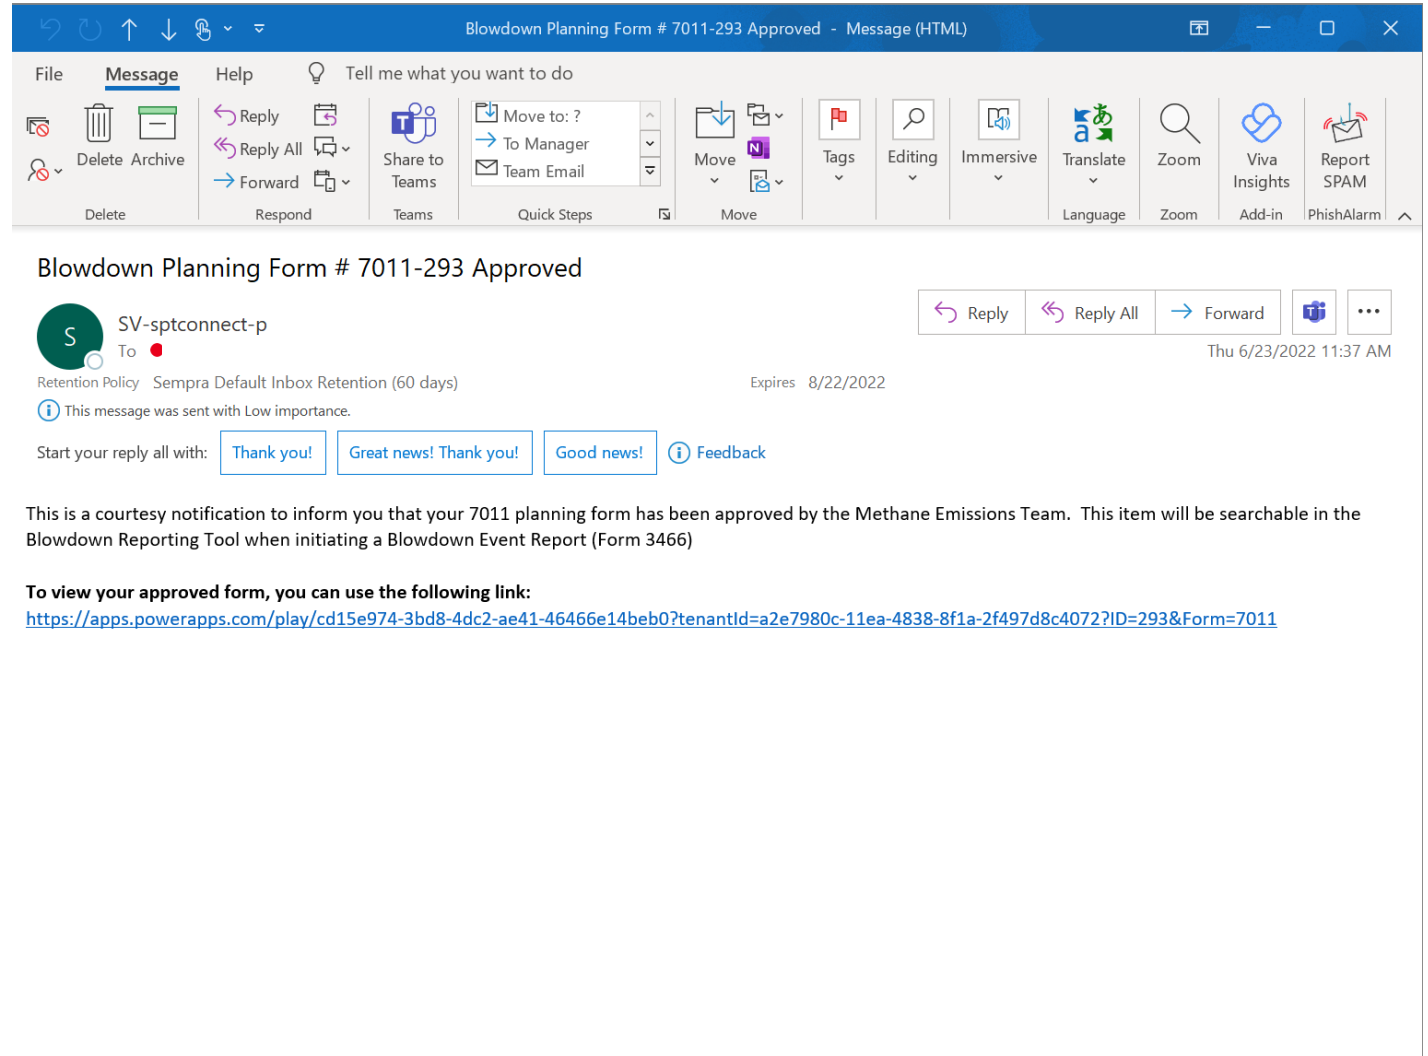 Blowdown Planning Form # 7011-293 Approved - Message (HTML)
File Message Help Tell me what you want to do
Delete Archive
Reply
Reply All
Forward
Share to Teams
Move to: ?
To Manager
Team Email
Move
Tags
Editing
Immersive
Translate
Zoom
Viva Insights
Report SPAM
Delete Respond Teams Quick Steps Move Language Zoom Add-in PhishAlarm
Blowdown Planning Form # 7011-293 Approved
S
SV-sptconnect-p
To
Reply Reply All Forward
Thu 6/23/2022 11:37 AM
Retention Policy Sempra Default Inbox Retention (60 days) Expires 8/22/2022
This message was sent with Low importance.
Start your reply all with: Thank you! Great news! Thank you! Good news! Feedback
This is a courtesy notification to inform you that your 7011 planning form has been approved by the Methane Emissions Team. This item will be searchable in the
Blowdown Reporting Tool when initiating a Blowdown Event Report (Form 3466)
To view your approved form, you can use the following link:
https://apps.powerapps.com/play/cd15e974-3bd8-4dc2-ae41-46466e14beb0?tenantId=a2e7980c-11ea-4838-8f1a-2f497d8c4072?ID=293&Form=7011